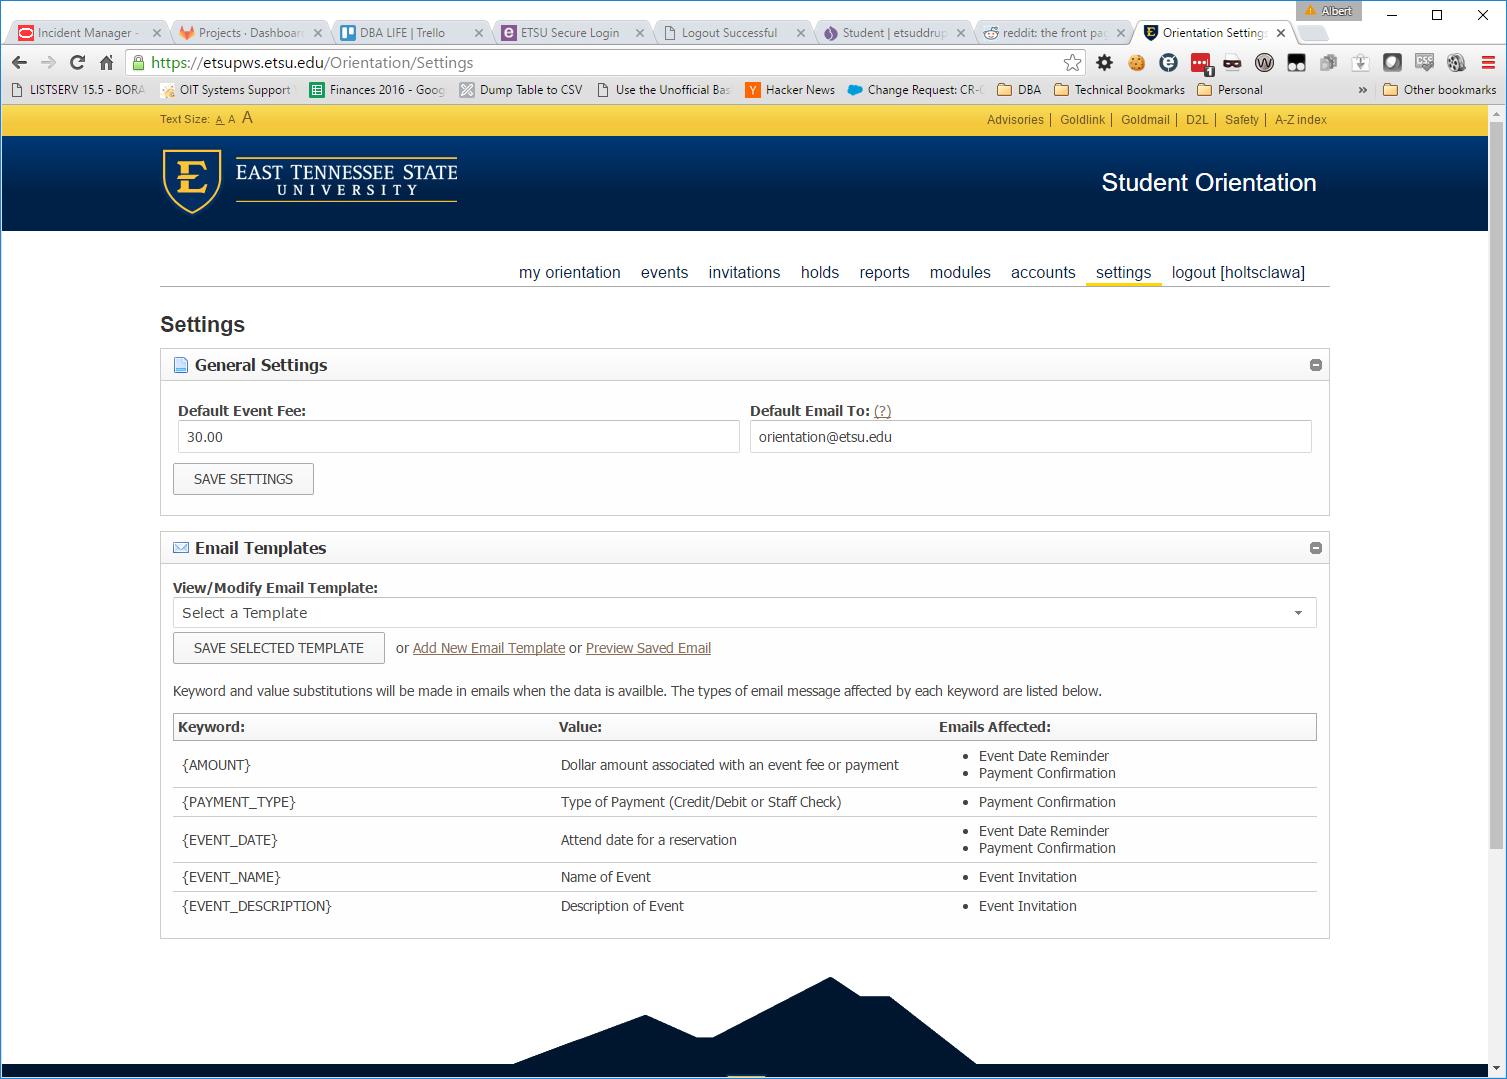 Albert
Incident Manager -
Projects · Dashboard
DBA LIFE | Trello
ETSU Secure Login
Logout Successful
Student | etsuddrup
reddit: the front pag
Orientation Settings
https://etsupws.etsu.edu/Orientation/Settings
LISTSERV 15.5 - BORA
OIT Systems Support
Finances 2016 - Goog
Dump Table to CSV
Use the Unofficial Bas
Hacker News
Change Request: CR-0
DBA
Technical Bookmarks
Personal
»
Other bookmarks
Text Size: A A A
Advisories | Goldlink | Goldmail | D2L | Safety | A-Z index
E
EAST TENNESSEE STATE
UNIVERSITY
Student Orientation
my orientation events invitations holds reports modules accounts settings logout [holtsclawa]
Settings
General Settings
Default Event Fee:
30.00
Default Email To: (?)
orientation@etsu.edu
SAVE SETTINGS
Email Templates
View/Modify Email Template:
Select a Template
SAVE SELECTED TEMPLATE or Add New Email Template or Preview Saved Email
Keyword and value substitutions will be made in emails when the data is availble. The types of email message affected by each keyword are listed below.
Keyword: Value: Emails Affected:
{AMOUNT} Dollar amount associated with an event fee or payment
• Event Date Reminder
• Payment Confirmation
{PAYMENT_TYPE} Type of Payment (Credit/Debit or Staff Check) • Payment Confirmation
{EVENT_DATE} Attend date for a reservation
• Event Date Reminder
• Payment Confirmation
{EVENT_NAME} Name of Event • Event Invitation
{EVENT_DESCRIPTION} Description of Event • Event Invitation